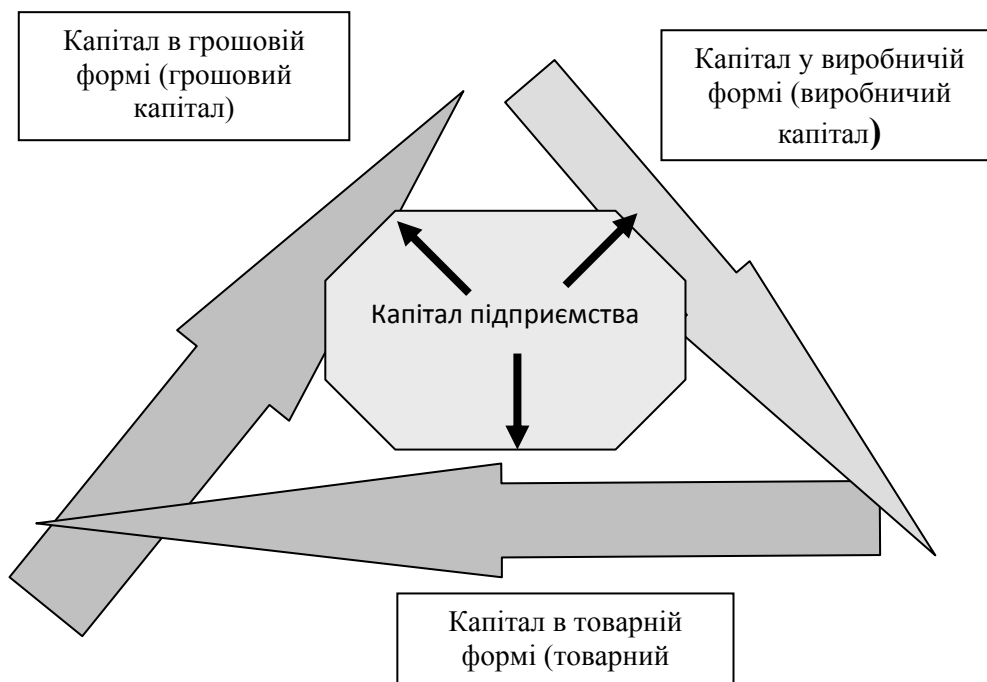 Капітал в грошовій
формі (грошовий
капітал)
Капітал у виробничій
формі (виробничий
капітал)
Капітал підприємства
Капітал в товарній
формі (товарний